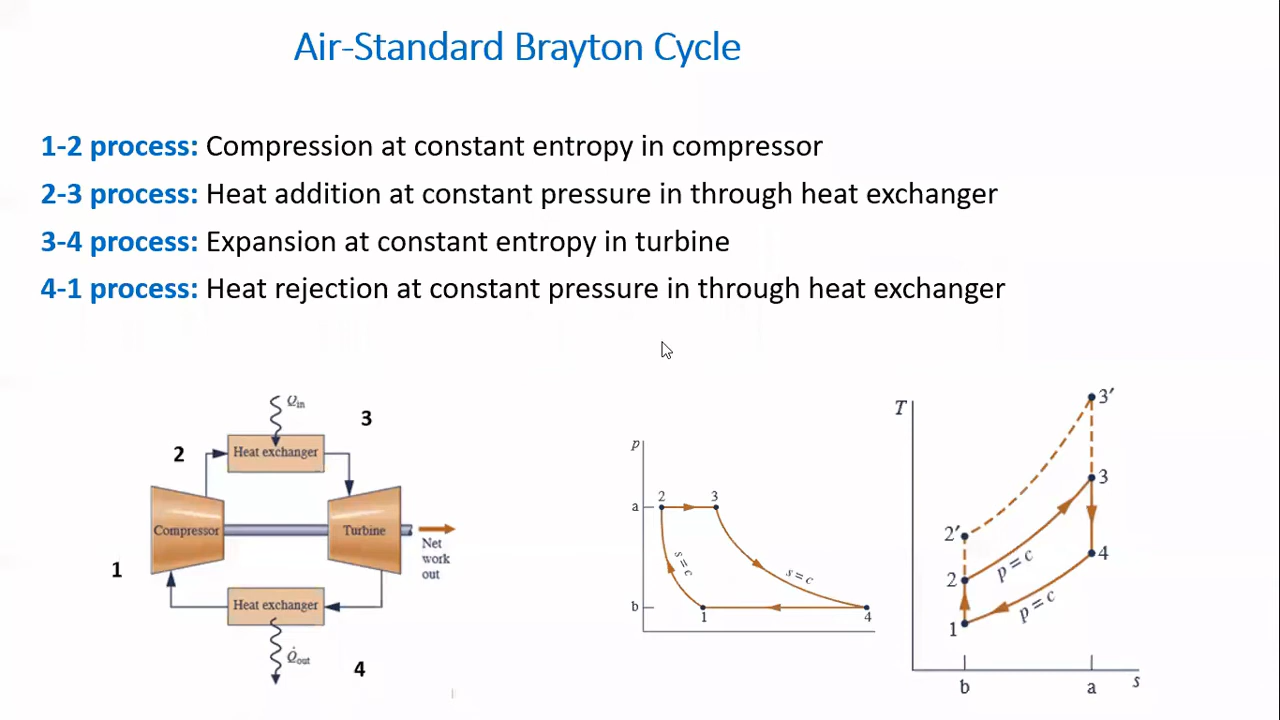 Air-Standard Brayton Cycle
1-2 process: Compression at constant entropy in compressor
2-3 process: Heat addition at constant pressure in through heat exchanger
3-4 process: Expansion at constant entropy in turbine
4-1 process: Heat rejection at constant pressure in through heat exchanger
Q̇in
3
2
Heat exchanger
Compressor
Turbine
Net
work
out
1
Heat exchanger
Q̇out
4
p
2
3
a
s = c
s = c
b
1
4
T
3′
3
2′
4
2
p = c
p = c
1
b
a
s